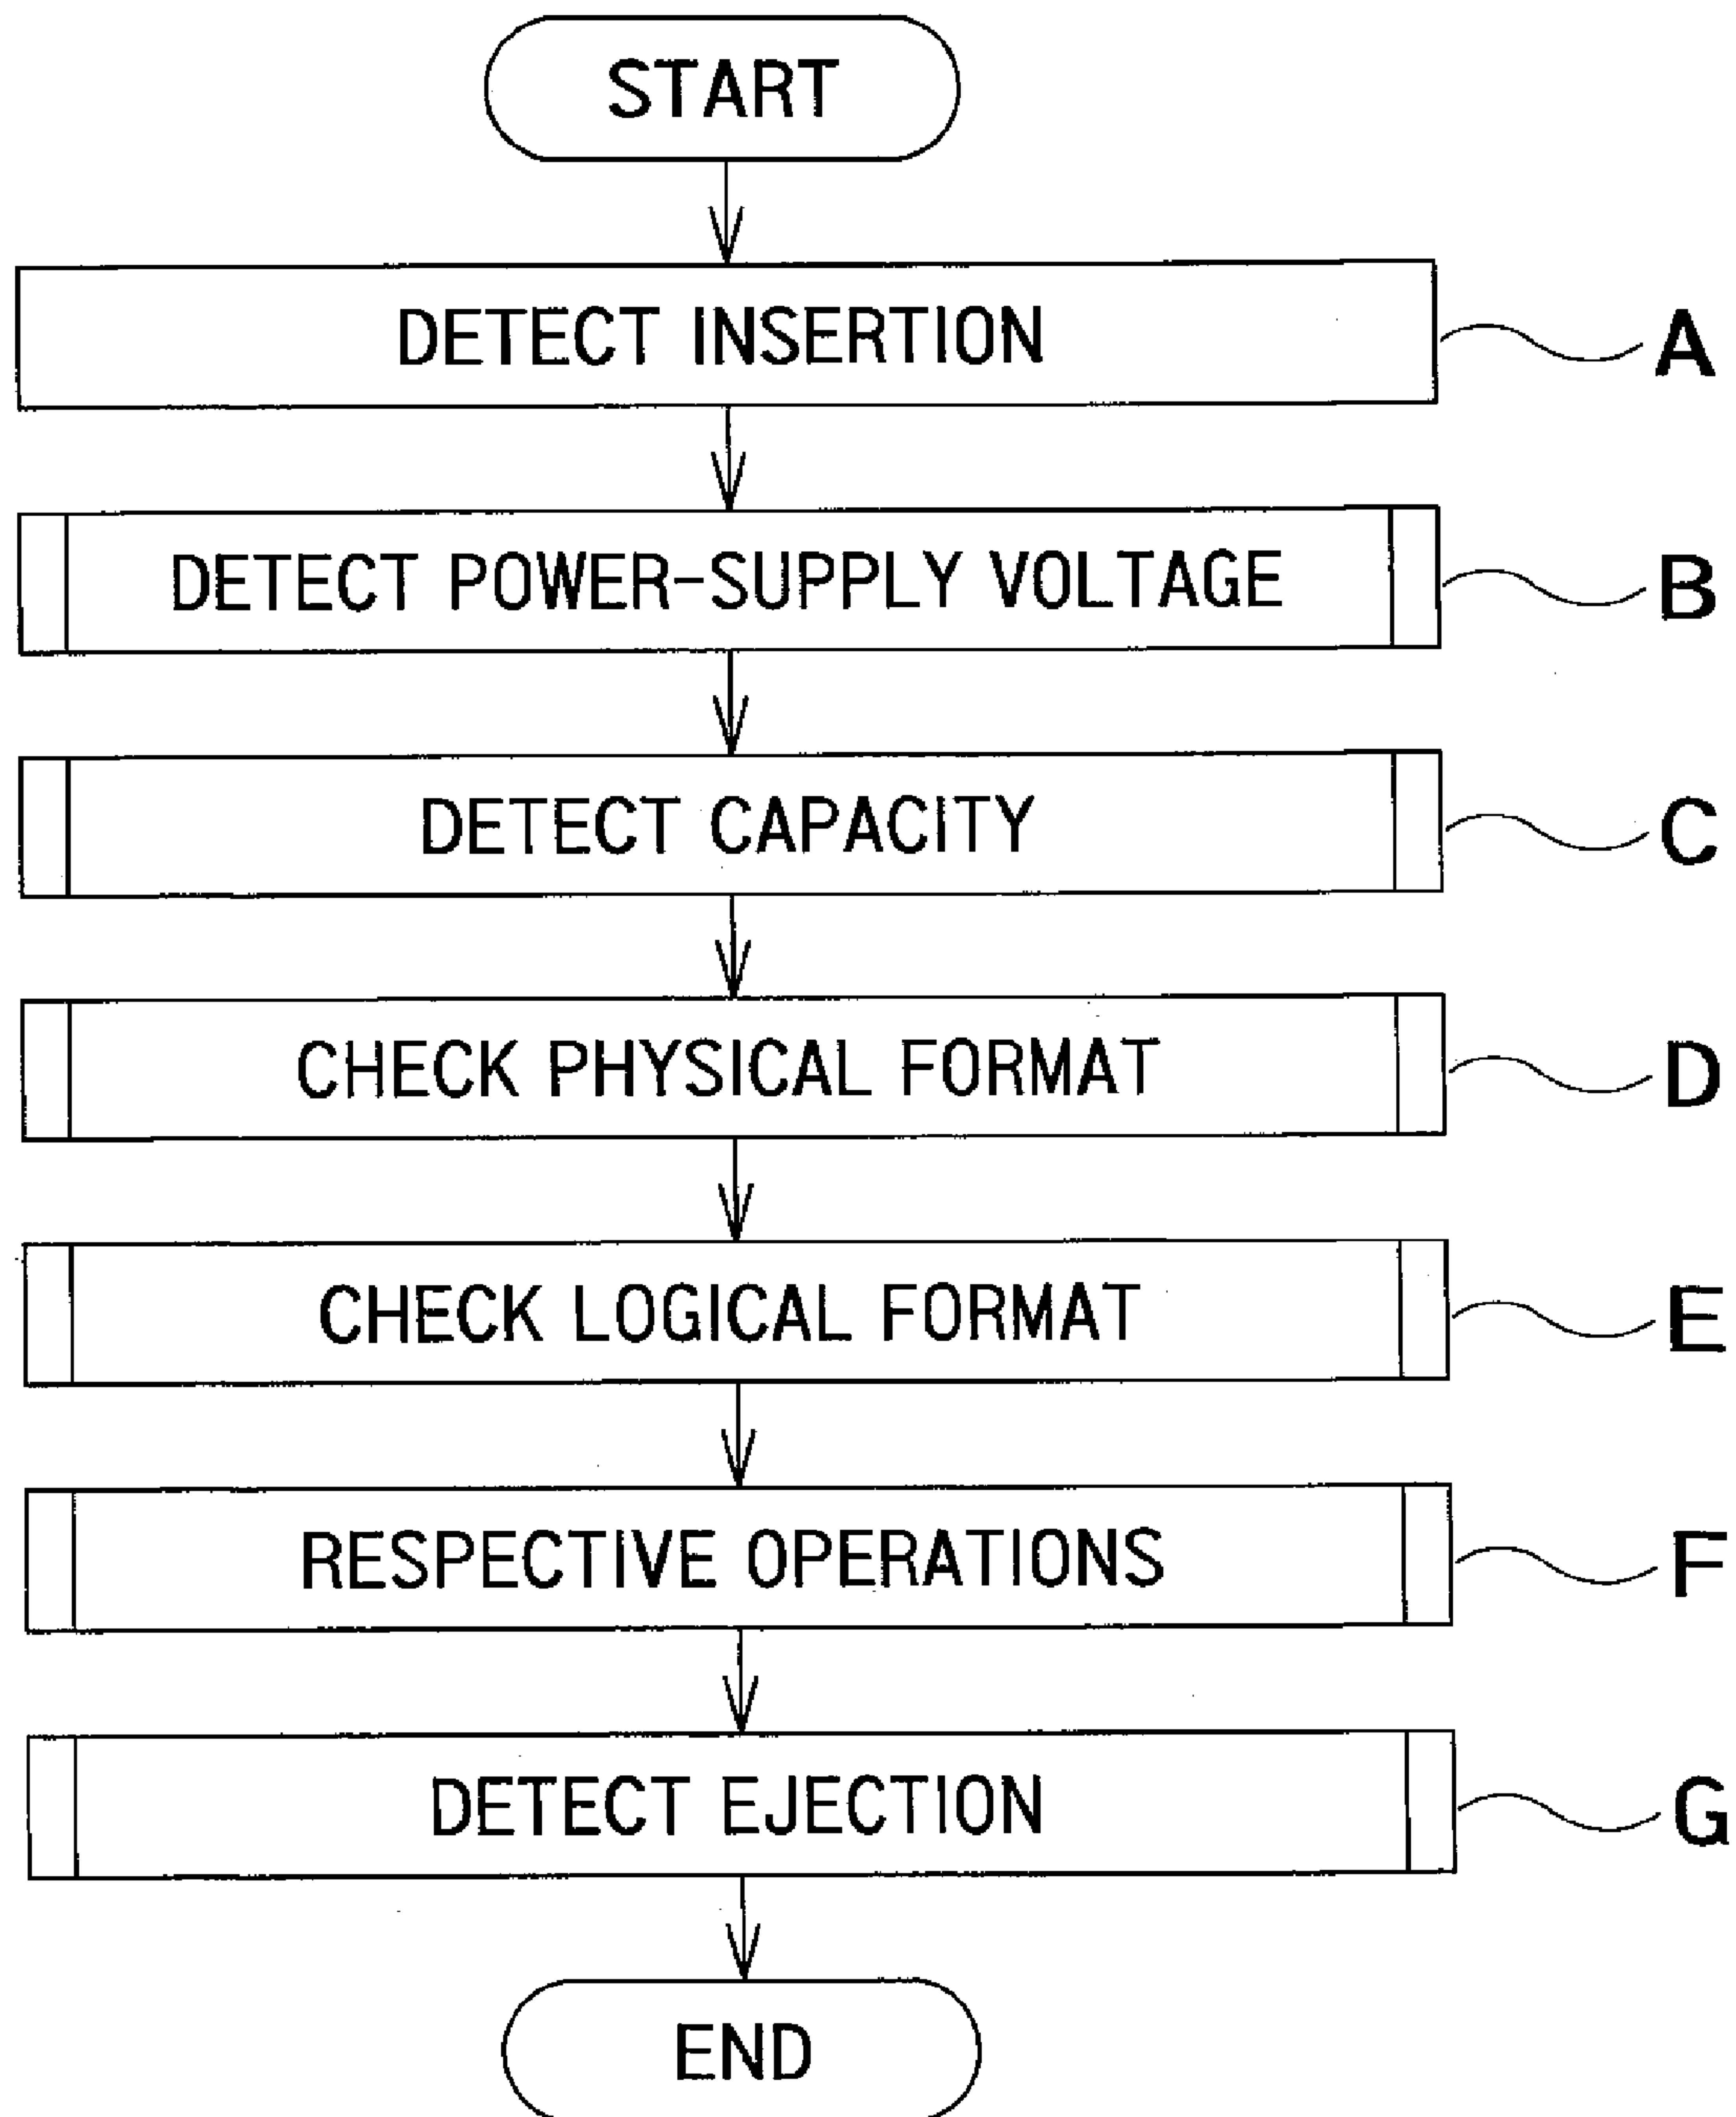 START
DETECT INSERTION
A
DETECT POWER-SUPPLY VOLTAGE
B
DETECT CAPACITY
C
CHECK PHYSICAL FORMAT
D
CHECK LOGICAL FORMAT
E
RESPECTIVE OPERATIONS
F
DETECT EJECTION
G
END